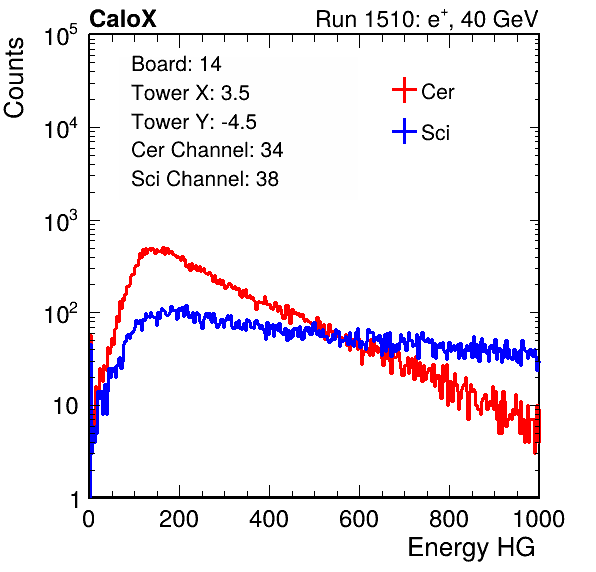 CaloX Run 1510: e⁺, 40 GeV
Counts
10⁵
10⁴
10³
10²
10
1
Board: 14
Tower X: 3.5
Tower Y: -4.5
Cer Channel: 34
Sci Channel: 38
Cer
Sci
0 200 400 600 800 1000
Energy HG